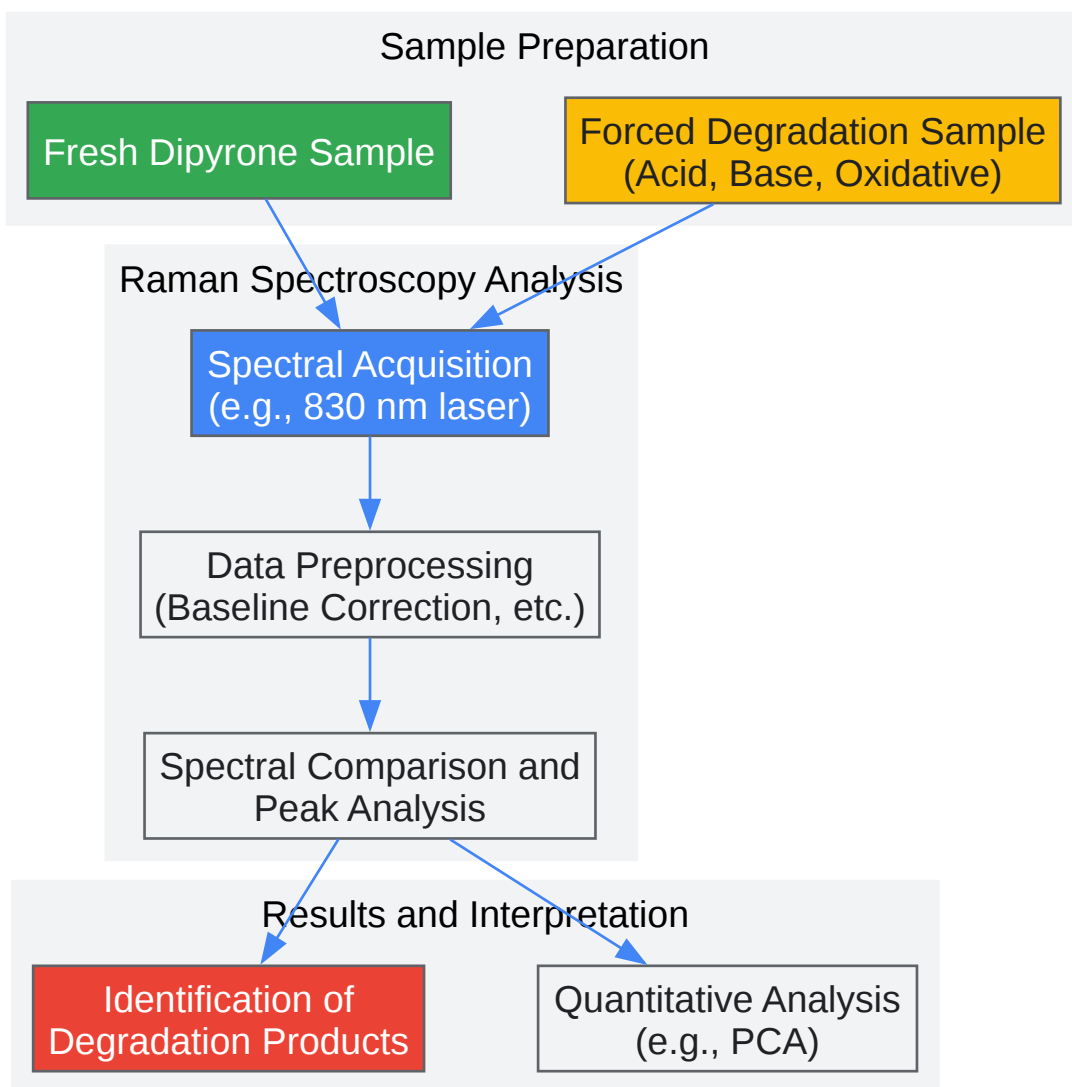 Sample Preparation
Fresh Dipyrone Sample
Forced Degradation Sample
(Acid, Base, Oxidative)
Raman Spectroscopy Analysis
Spectral Acquisition
(e.g., 830 nm laser)
Data Preprocessing
(Baseline Correction, etc.)
Spectral Comparison and
Peak Analysis
Results and Interpretation
Identification of
Degradation Products
Quantitative Analysis
(e.g., PCA)